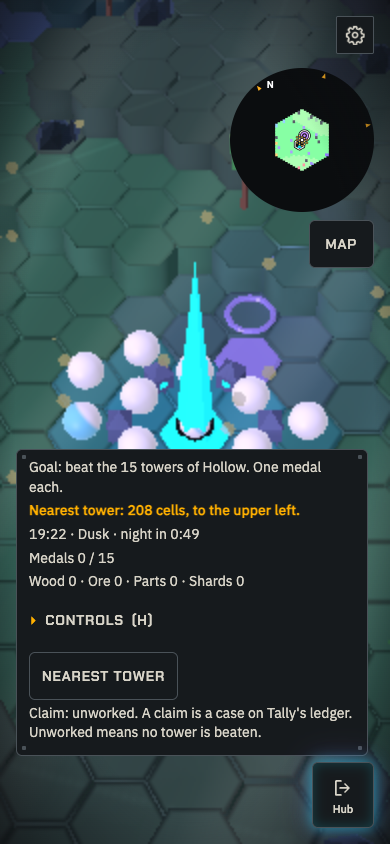 N
MAP
Goal: beat the 15 towers of Hollow. One medal
each.
Nearest tower: 208 cells, to the upper left.
19:22 · Dusk · night in 0:49
Medals 0 / 15
Wood 0 · Ore 0 · Parts 0 · Shards 0
CONTROLS (H)
NEAREST TOWER
Claim: unworked. A claim is a case on Tally's ledger.
Unworked means no tower is beaten.
Hub